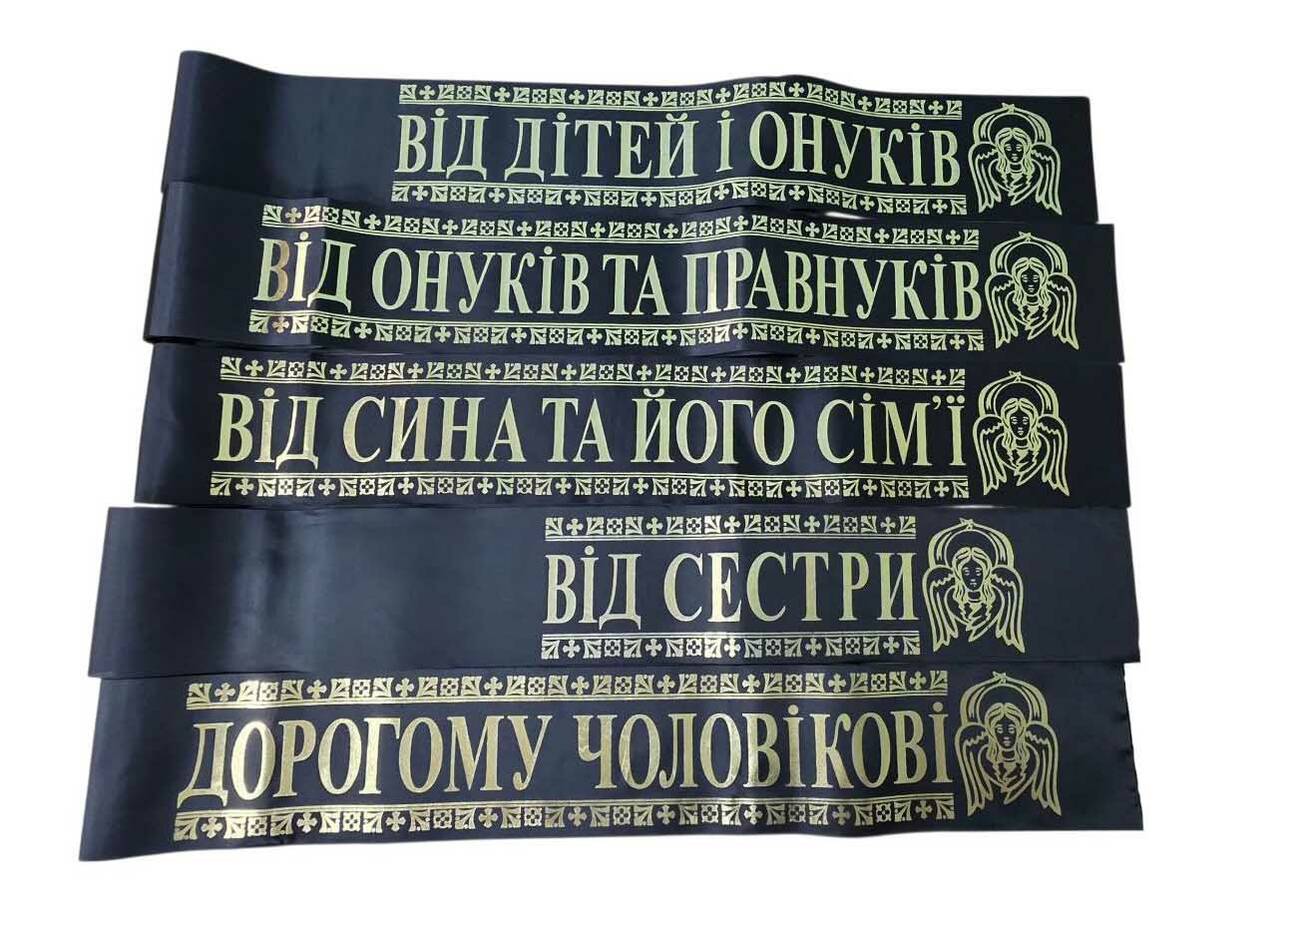 ВІД ДІТЕЙ І ОНУКІВ
ВІД ОНУКІВ ТА ПРАВНУКІВ
ВІД СИНА ТА ЙОГО СІМ'Ї
ВІД СЕСТРИ
ДОРОГОМУ ЧОЛОВІКОВІ